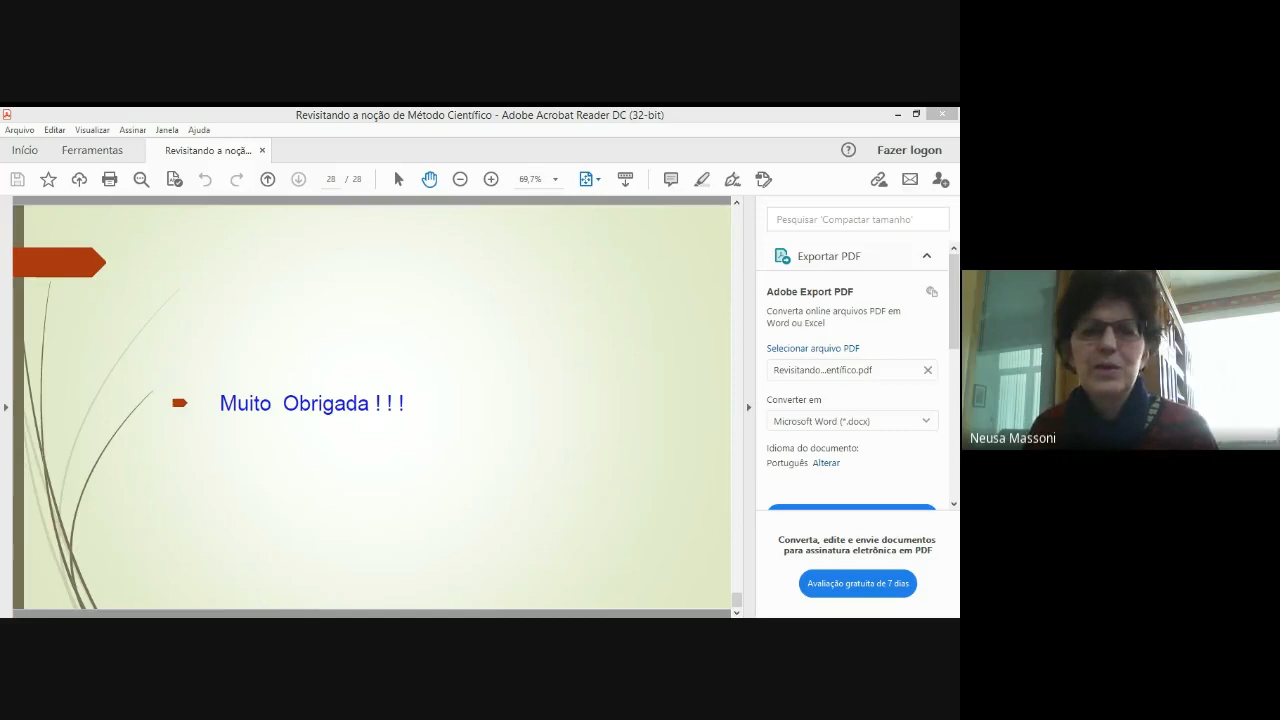 Revisitando a noção de Método Científico - Adobe Acrobat Reader DC (32-bit)
Arquivo Editar Visualizar Assinar Janela Ajuda
Início Ferramentas Revisitando a noçã... × Fazer logon
28 / 28 69,7%
Pesquisar 'Compactar tamanho'
Exportar PDF
Adobe Export PDF
Converta online arquivos PDF em
Word ou Excel
Selecionar arquivo PDF
Revisitando...entífico.pdf
Converter em
Microsoft Word (*.docx)
Idioma do documento:
Português Alterar
Converta, edite e envie documentos
para assinatura eletrônica em PDF
Avaliação gratuita de 7 dias
Muito Obrigada ! ! !
Neusa Massoni